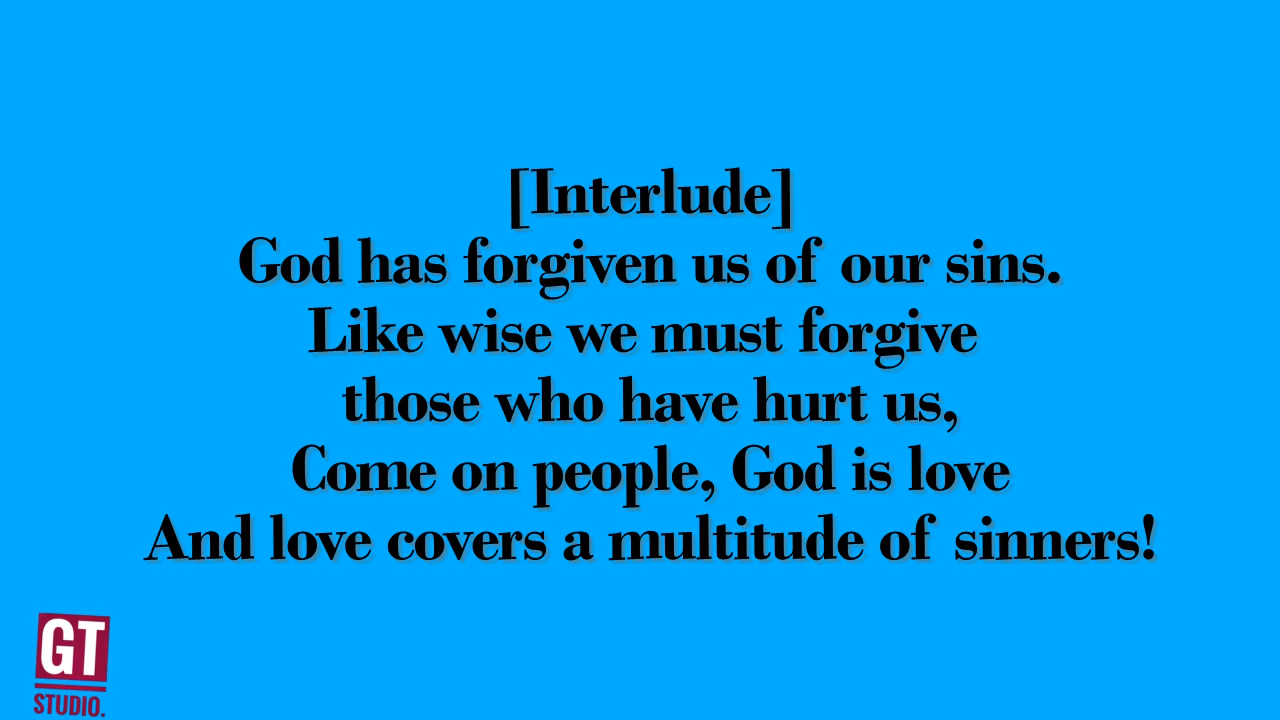 [Interlude]
God has forgiven us of our sins.
Like wise we must forgive
those who have hurt us,
Come on people, God is love
And love covers a multitude of sinners!
GT
STUDIO.